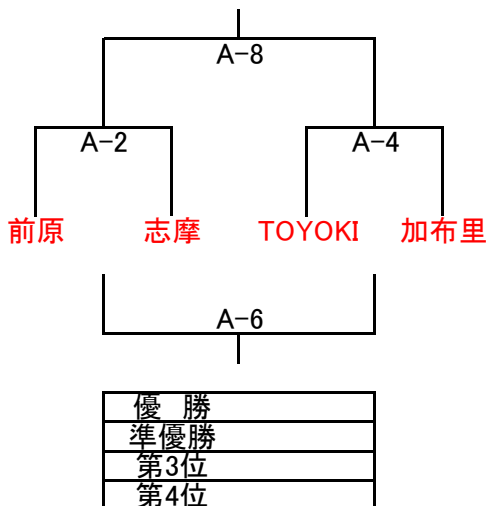 A-8
A-2 A-4
前原 志摩 TOYOKI 加布里
A-6
優 勝
準優勝
第3位
第4位